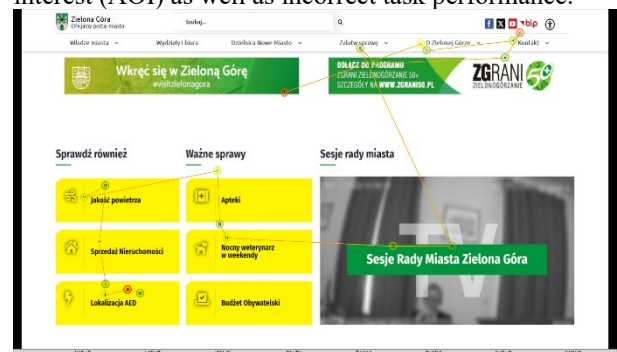 interest (AOI) as well as incorrect task performance.
Zielona Góra
Oficjalny portal miasta
Szukaj...
bip
Władze miasta
Wydziały i biura
Dzielnica Nowe Miasto
Załatw sprawę
O Zielonej Górze
Kontakt
Wkręć się w Zieloną Górę
#visitzielonagora
DOŁĄCZ DO PROGRAMU
ZGRANI ZIELONOGÓRZANIE 50+
SZCZEGÓŁY NA WWW.ZGRANI50.PL
ZGRANI 50+
ZIELONOGÓRZANIE
Sprawdź również
Ważne sprawy
Sesje rady miasta
Jakość powietrza
Apteki
Sprzedaż Nieruchomości
Nocny weterynarz
w weekendy
TV
Sesje Rady Miasta Zielona Góra
Lokalizacja AED
Budżet Obywatelski